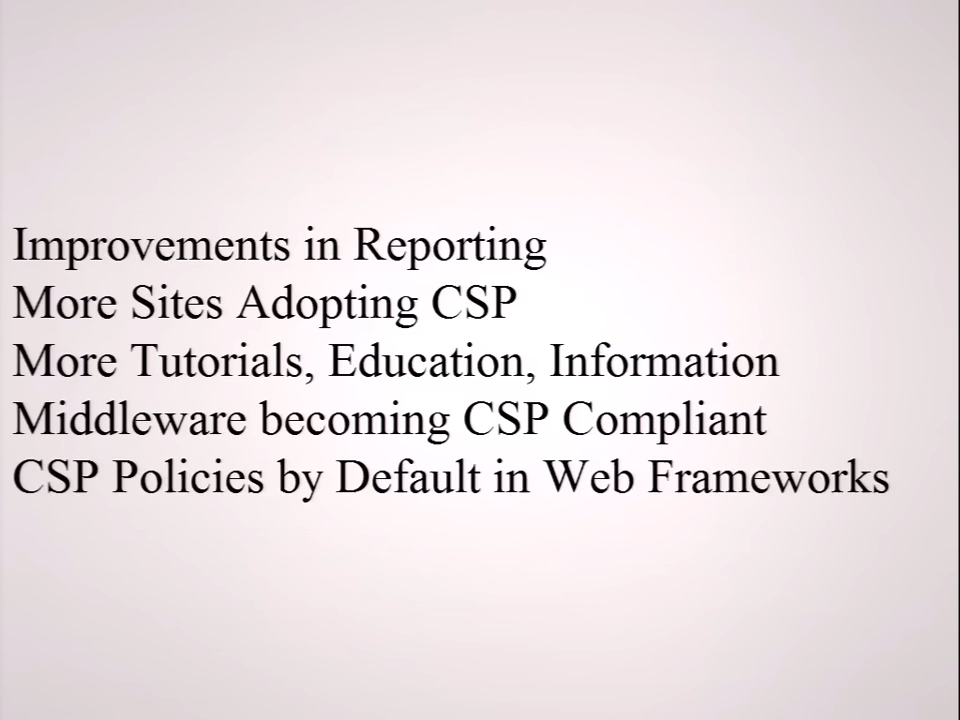 Improvements in Reporting
More Sites Adopting CSP
More Tutorials, Education, Information
Middleware becoming CSP Compliant
CSP Policies by Default in Web Frameworks